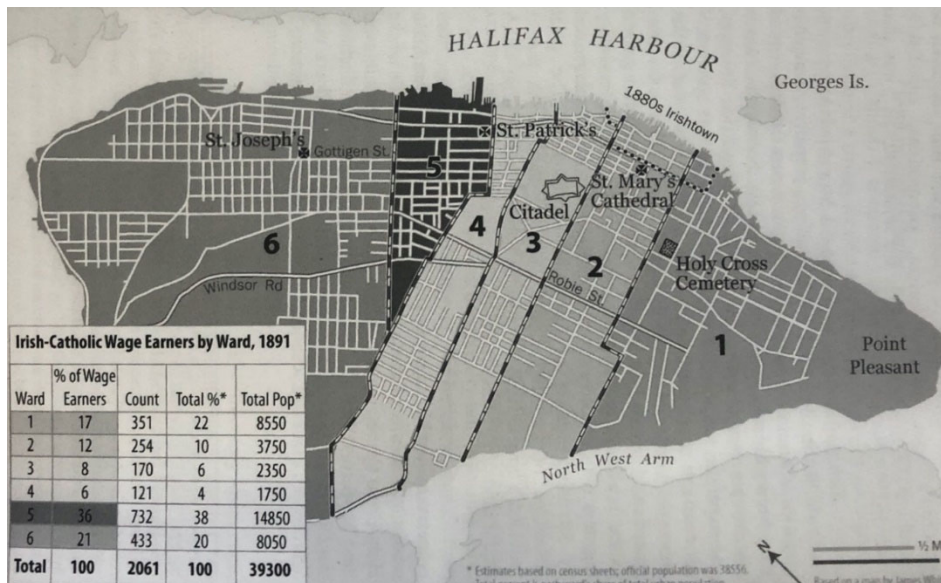 HALIFAX HARBOUR
Georges Is.
1880s Irishtown
St. Joseph's
Gottigen St.
St. Patrick's
5
St. Mary's
Cathedral
Citadel
4
3
2
6
Holy Cross
Cemetery
Windsor Rd
Robie St.
1
Point
Pleasant
North West Arm
Irish-Catholic Wage Earners by Ward, 1891
Ward % of Wage Earners Count Total %* Total Pop*
1 17 351 22 8550
2 12 254 10 3750
3 8 170 6 2350
4 6 121 4 1750
5 36 732 38 14850
6 21 433 20 8050
Total 100 2061 100 39300
N
½ M
* Estimates based on census sheets; official population was 38556.
Based on a map by James